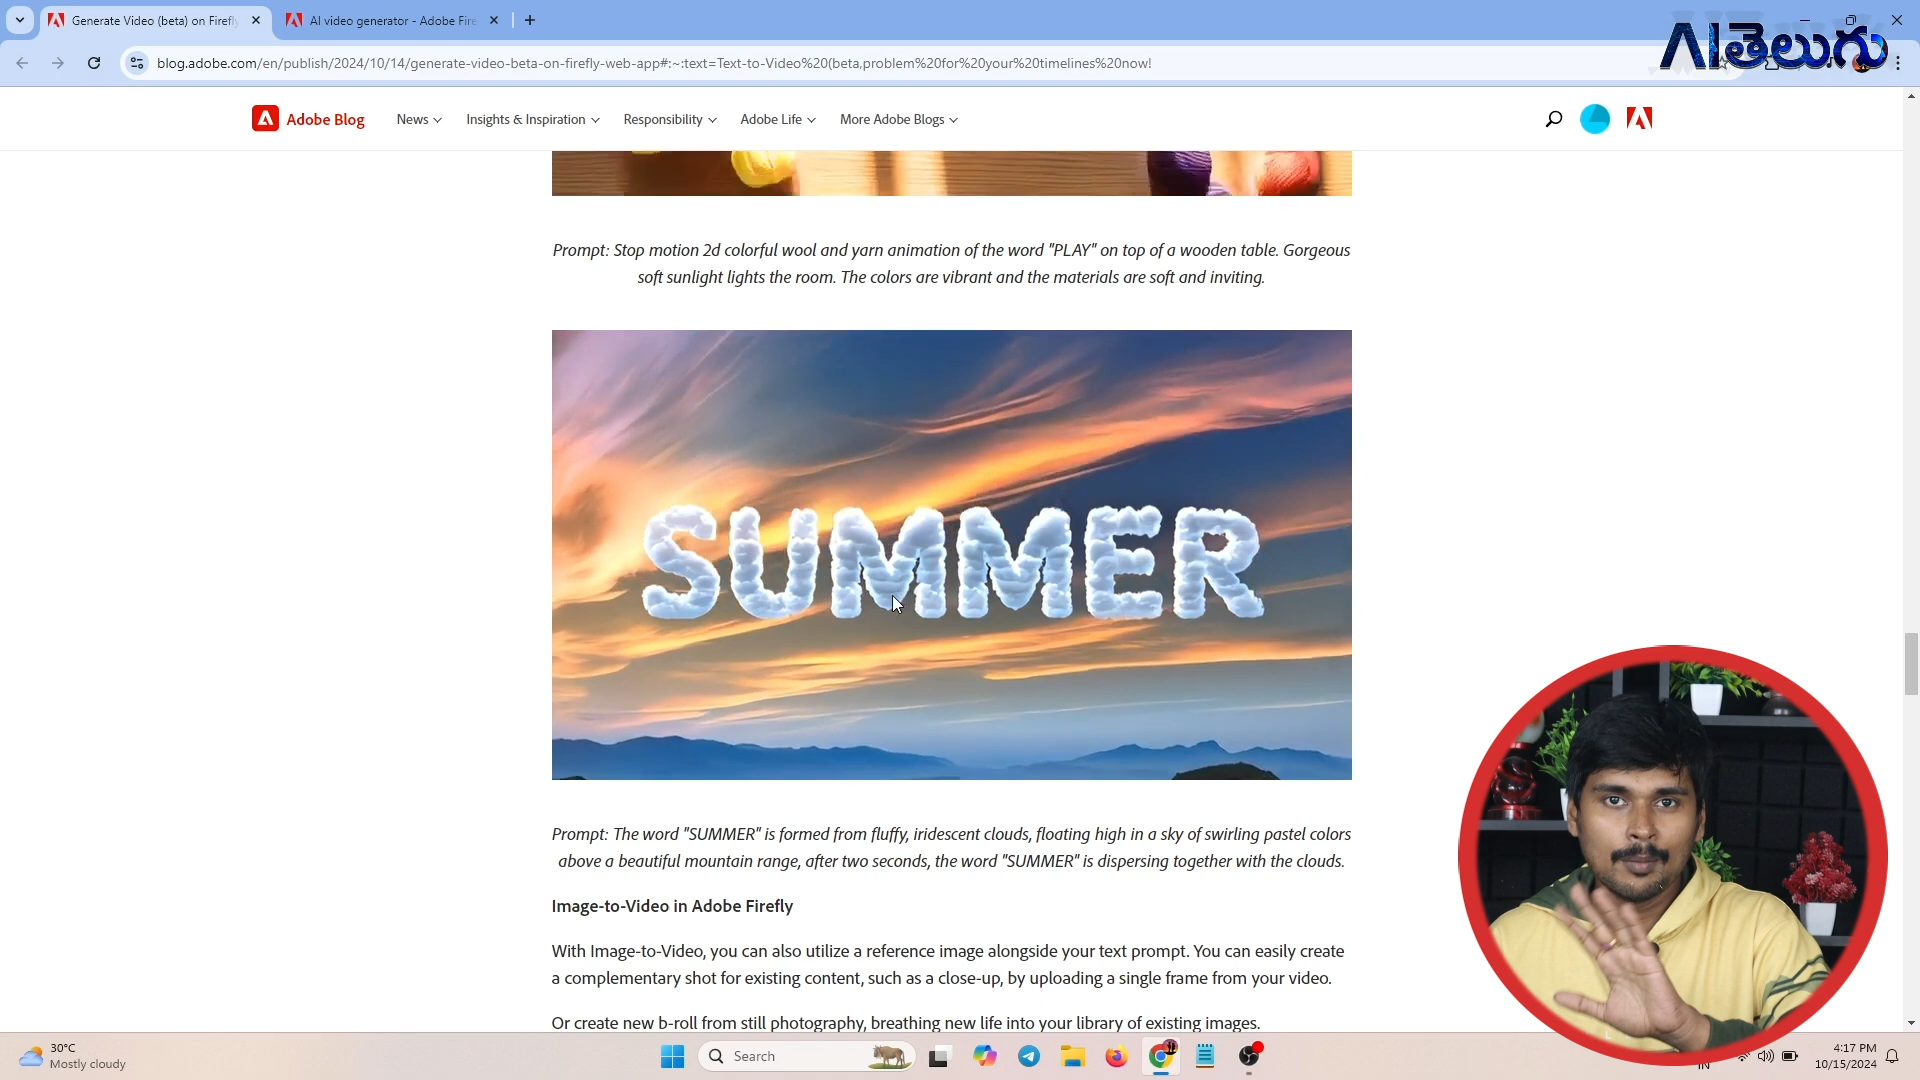 Generate Video (beta) on Firefl
AI video generator - Adobe Fire
AIతెలుగు
blog.adobe.com/en/publish/2024/10/14/generate-video-beta-on-firefly-web-app#:~:text=Text-to-Video%20(beta,problem%20for%20your%20timelines%20now!
Adobe Blog
News
Insights & Inspiration
Responsibility
Adobe Life
More Adobe Blogs
Prompt: Stop motion 2d colorful wool and yarn animation of the word "PLAY" on top of a wooden table. Gorgeous
soft sunlight lights the room. The colors are vibrant and the materials are soft and inviting.
SUMMER
Prompt: The word "SUMMER" is formed from fluffy, iridescent clouds, floating high in a sky of swirling pastel colors
above a beautiful mountain range, after two seconds, the word "SUMMER" is dispersing together with the clouds.
Image-to-Video in Adobe Firefly
With Image-to-Video, you can also utilize a reference image alongside your text prompt. You can easily create
a complementary shot for existing content, such as a close-up, by uploading a single frame from your video.
Or create new b-roll from still photography, breathing new life into your library of existing images.
30°C
Mostly cloudy
Search
IN
4:17 PM
10/15/2024